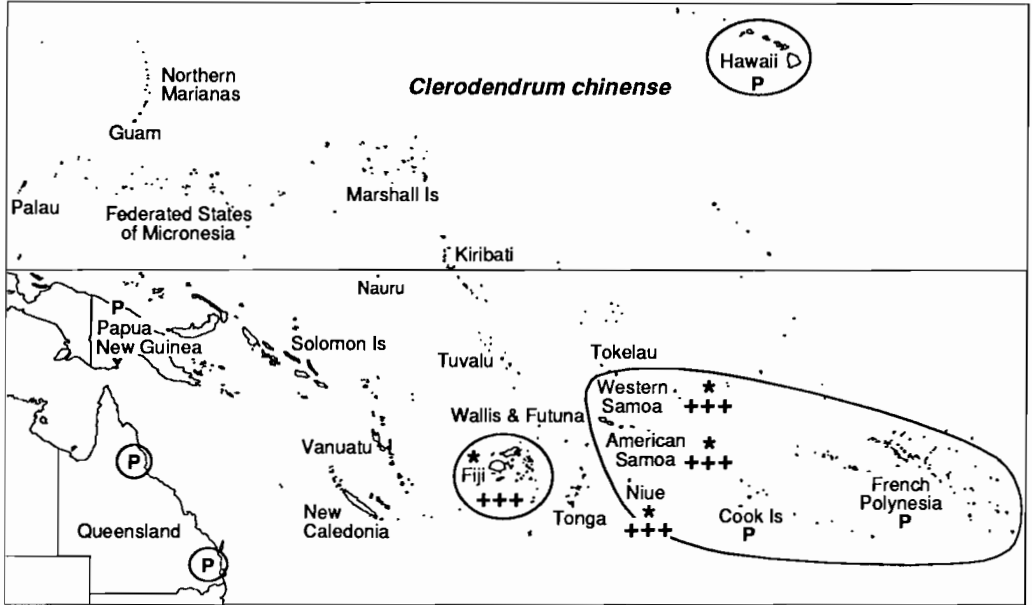 Clerodendrum chinense
Hawaii
P
Northern
Marianas
Guam
Palau
Federated States
of Micronesia
Marshall Is
Kiribati
Nauru
P
Papua
New Guinea
Solomon Is
Tuvalu
Tokelau
Western
Samoa
*
+++
Wallis & Futuna
Vanuatu
*
Fiji
+++
American
Samoa
*
+++
P
Niue
*
+++
Tonga
Cook Is
P
French
Polynesia
P
New
Caledonia
Queensland
P